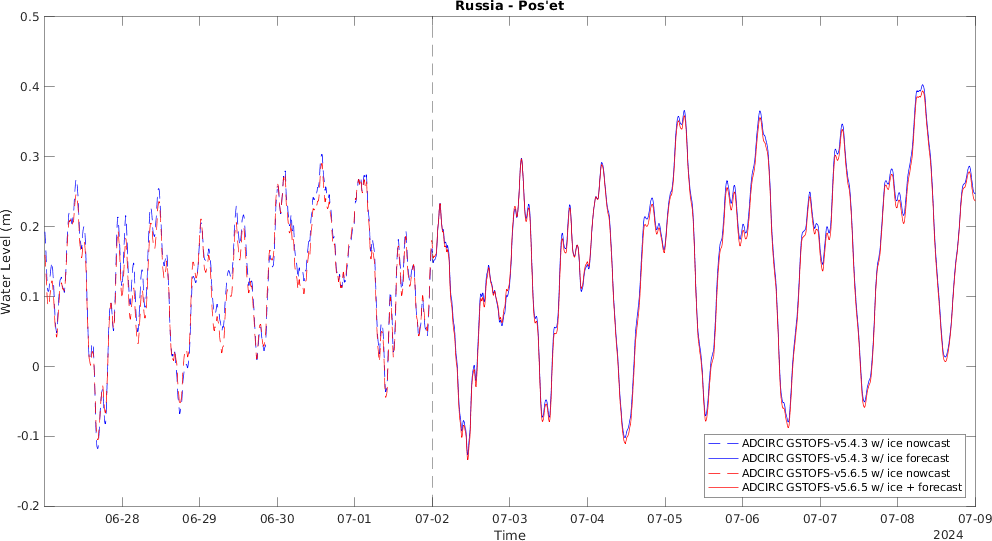 Russia - Pos'et
Water Level (m)
0.5
0.4
0.3
0.2
0.1
0
-0.1
-0.2
ADCIRC GSTOFS-v5.4.3 w/ ice nowcast
ADCIRC GSTOFS-v5.4.3 w/ ice forecast
ADCIRC GSTOFS-v5.6.5 w/ ice nowcast
ADCIRC GSTOFS-v5.6.5 w/ ice + forecast
06-28 06-29 06-30 07-01 07-02 07-03 07-04 07-05 07-06 07-07 07-08 07-09
Time
2024